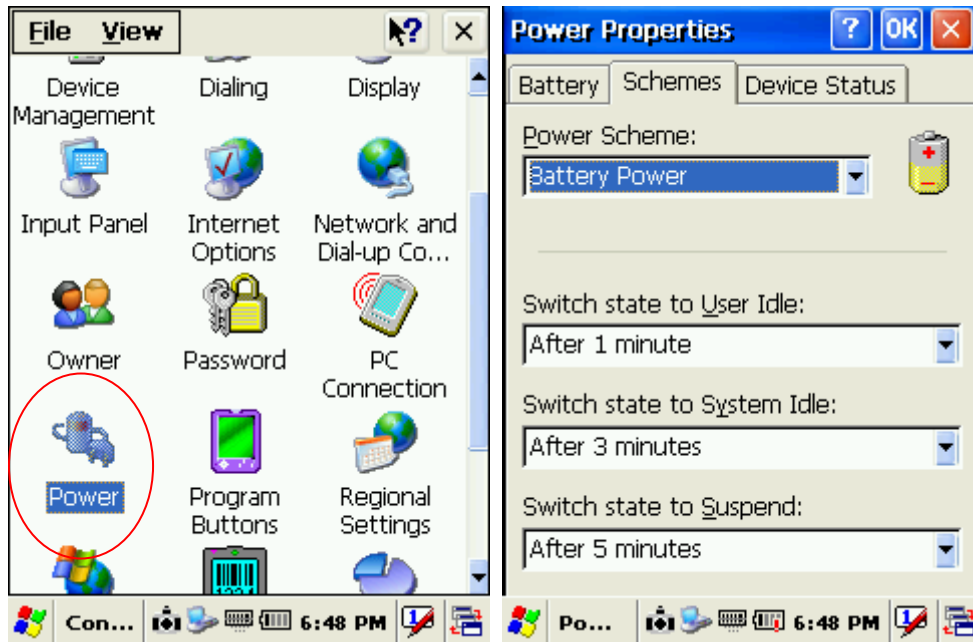 File View ? ×
Device Management
Dialing
Display
Input Panel
Internet Options
Network and Dial-up Co...
Owner
Password
PC Connection
Power
Program Buttons
Regional Settings
Con... 6:48 PM
Power Properties ? OK ×
Battery Schemes Device Status
Power Scheme:
Battery Power
Switch state to User Idle:
After 1 minute
Switch state to System Idle:
After 3 minutes
Switch state to Suspend:
After 5 minutes
Po... 6:48 PM